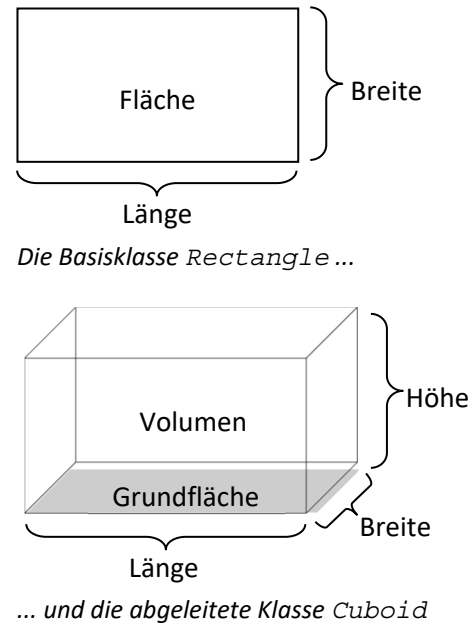 Fläche
Breite
Länge
Die Basisklasse Rectangle ...
Volumen
Höhe
Grundfläche
Breite
Länge
... und die abgeleitete Klasse Cuboid